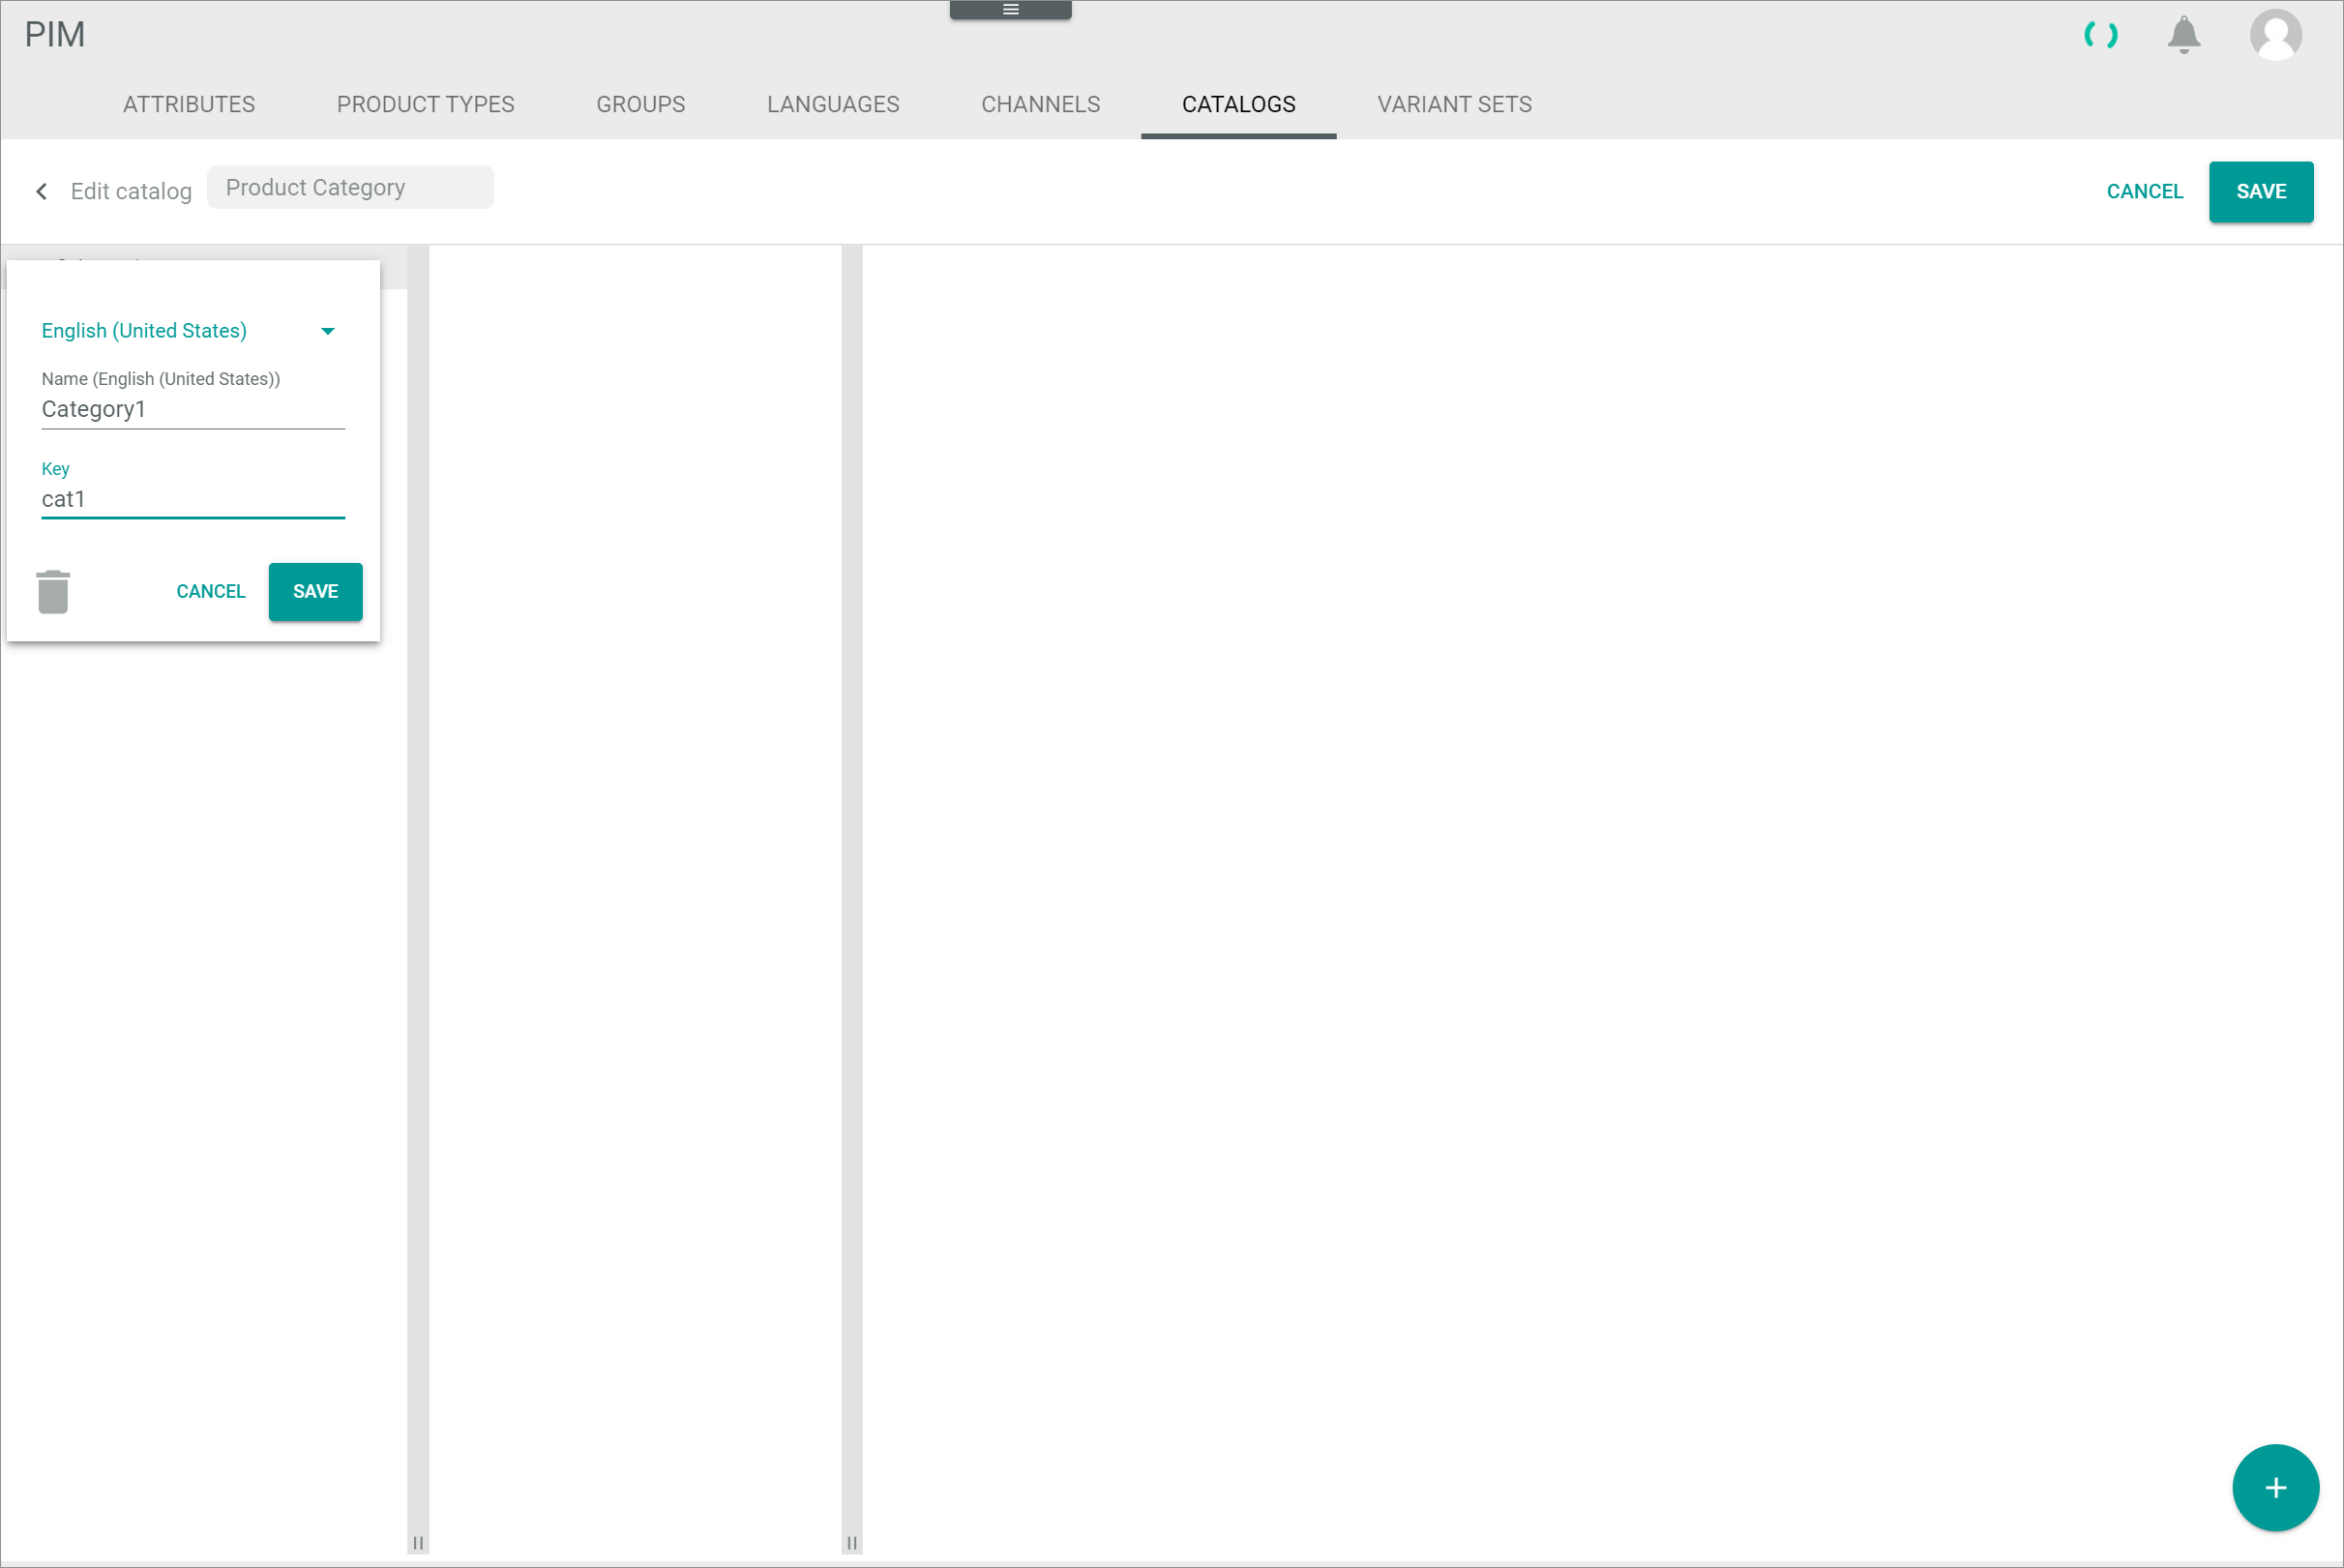 PIM
ATTRIBUTES PRODUCT TYPES GROUPS LANGUAGES CHANNELS CATALOGS VARIANT SETS
Edit catalog Product Category CANCEL SAVE
English (United States)
Name (English (United States))
Category1
Key
cat1
CANCEL SAVE